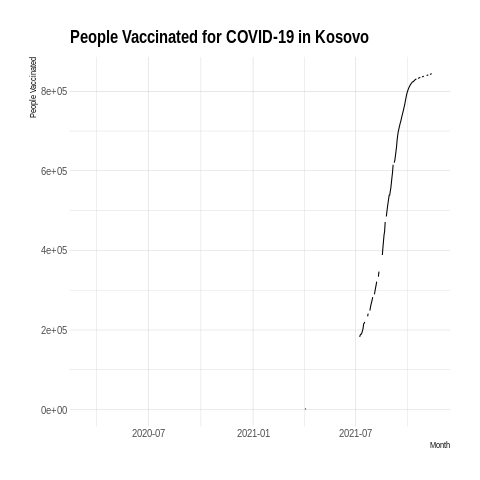 People Vaccinated for COVID-19 in Kosovo
People Vaccinated
8e+05
6e+05
4e+05
2e+05
0e+00
2020-07 2021-01 2021-07
Month